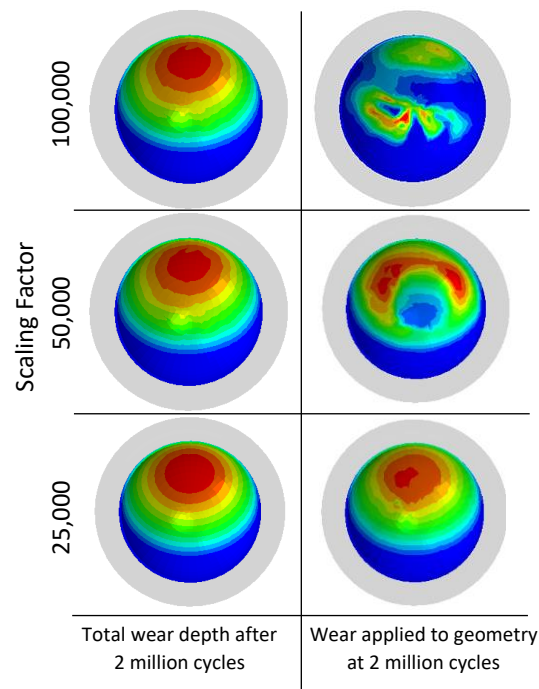 Scaling Factor
100,000
50,000
25,000
Total wear depth after
2 million cycles
Wear applied to geometry
at 2 million cycles